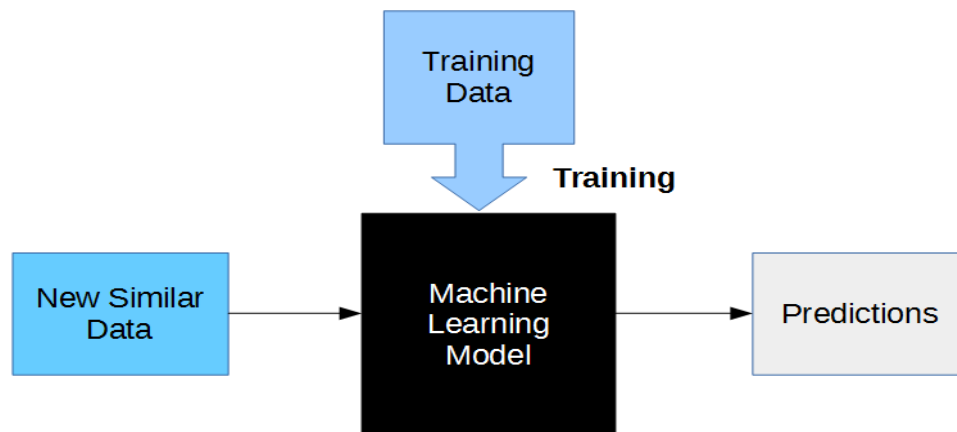 Training
Data
Training
New Similar
Data
Machine
Learning
Model
Predictions